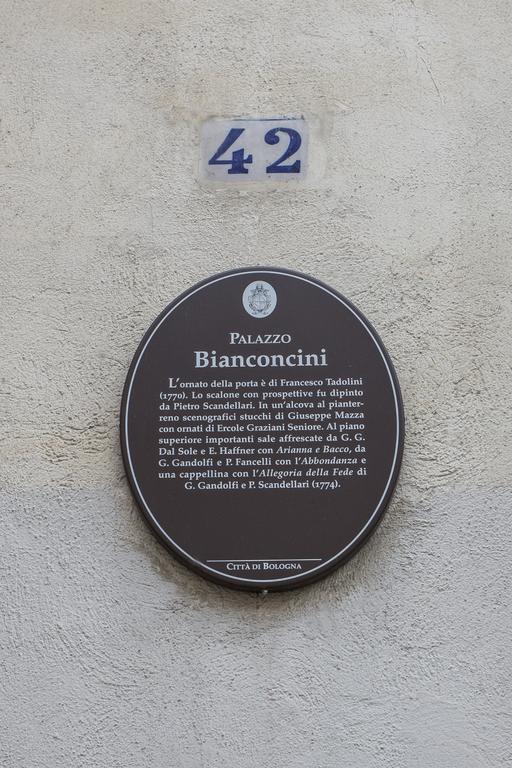 42
PALAZZO
Bianconcini
L'ornato della porta è di Francesco Tadolini
(1770). Lo scalone con prospettive fu dipinto
da Pietro Scandellari. In un'alcova al pianter-
reno scenografici stucchi di Giuseppe Mazza
con ornati di Ercole Graziani Seniore. Al piano
superiore importanti sale affrescate da G. G.
Dal Sole e E. Haffner con Arianna e Bacco, da
G. Gandolfi e P. Fancelli con l'Abbondanza e
una cappellina con l'Allegoria della Fede di
G. Gandolfi e P. Scandellari (1774).
CITTÀ DI BOLOGNA